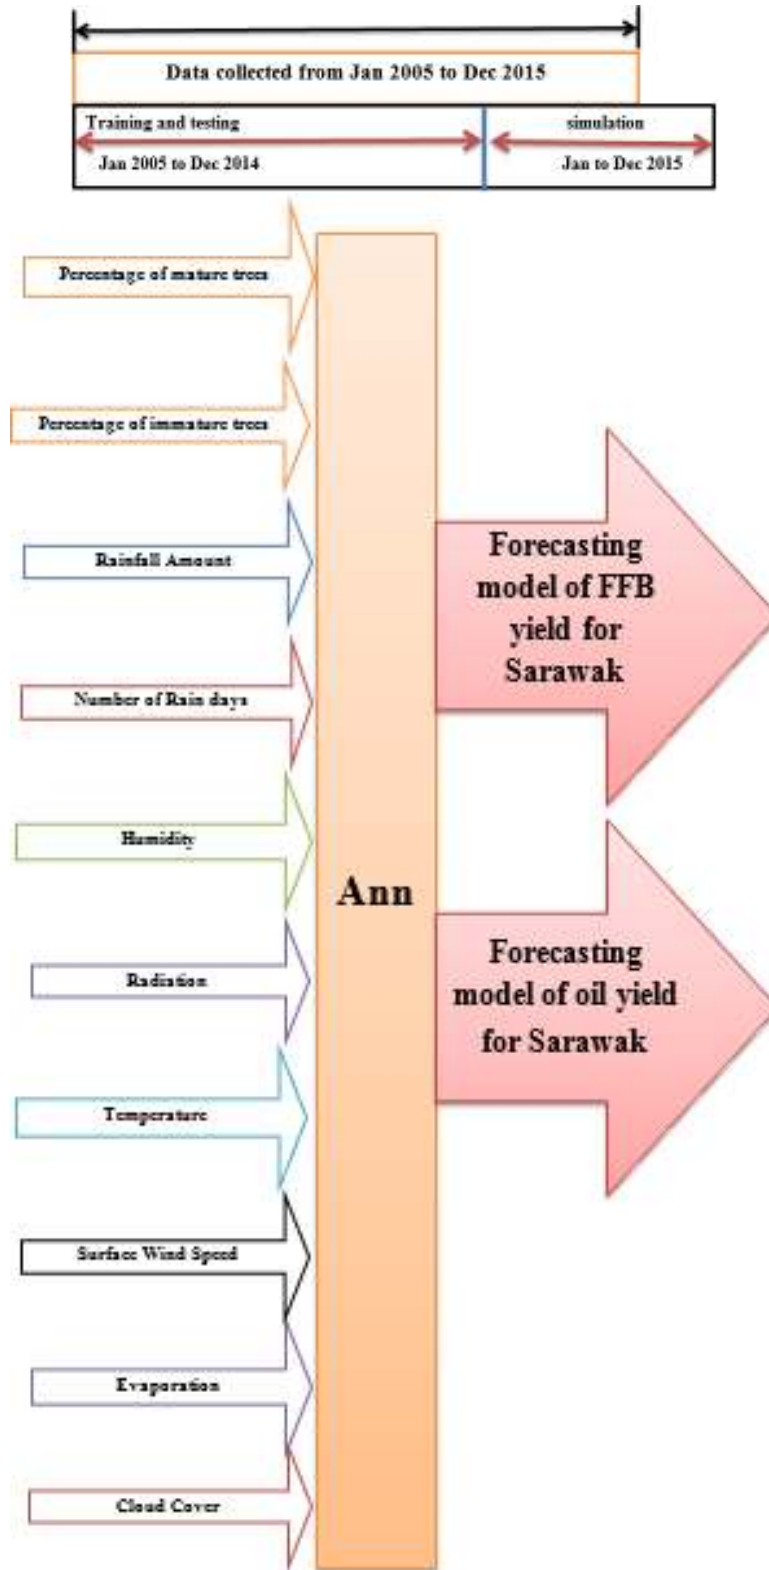 Data collected from Jan 2005 to Dec 2015
Training and testing
simulation
Jan 2005 to Dec 2014
Jan to Dec 2015
Percentage of mature trees
Percentage of immature trees
Rainfall Amount
Number of Rain days
Humidity
Radiation
Temperature
Surface Wind Speed
Evaporation
Cloud Cover
Ann
Forecasting
model of FFB
yield for
Sarawak
Forecasting
model of oil yield
for Sarawak